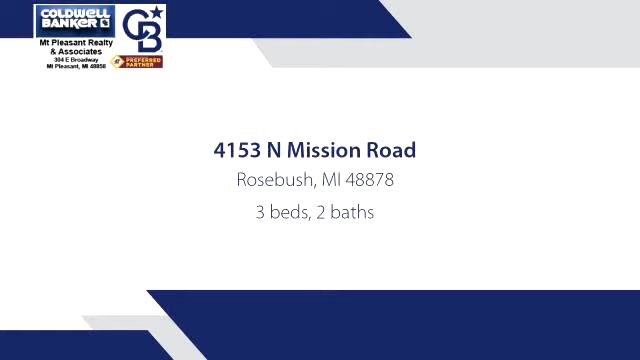 COLDWELL
BANKER
CB
Mt Pleasant Realty
& Associates
304 E Broadway
Mt Pleasant, MI 48858
PREFERRED
PARTNER
4153 N Mission Road
Rosebush, MI 48878
3 beds, 2 baths